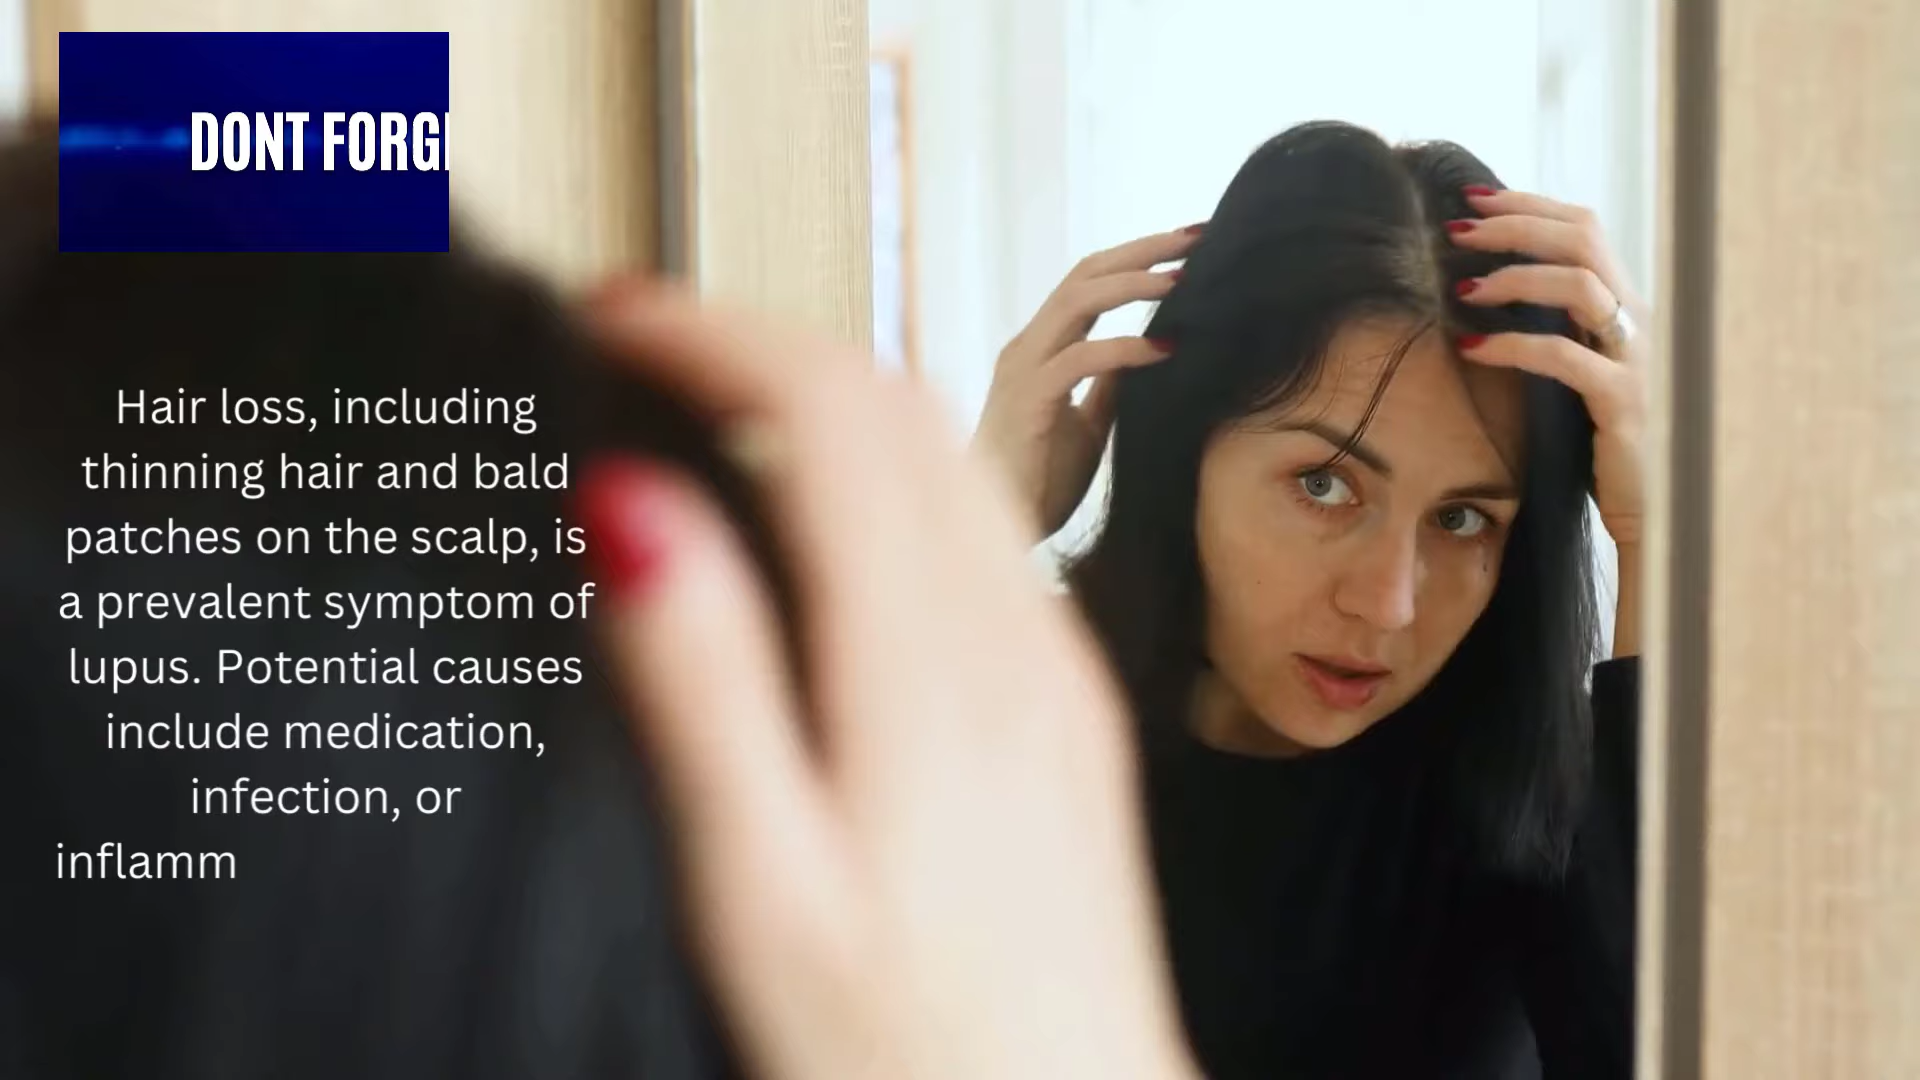 DONT FORG
Hair loss, including
thinning hair and bald
patches on the scalp, is
a prevalent symptom of
lupus. Potential causes
include medication,
infection, or
inflamm